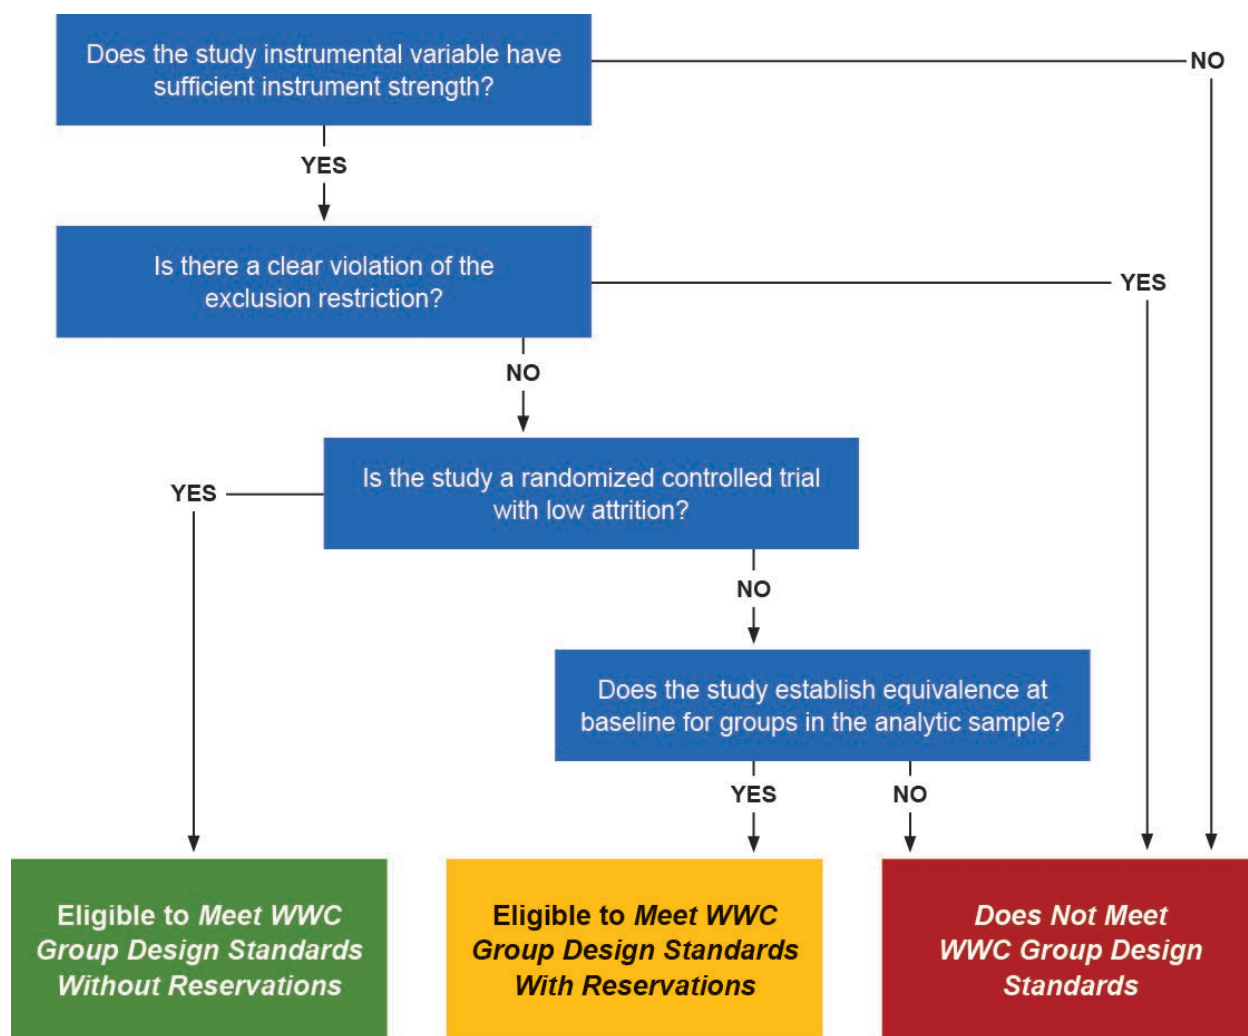 Does the study instrumental variable have
sufficient instrument strength?
NO
YES
Is there a clear violation of the
exclusion restriction?
YES
NO
Is the study a randomized controlled trial
with low attrition?
YES
NO
Does the study establish equivalence at
baseline for groups in the analytic sample?
YES
NO
Eligible to Meet WWC
Group Design Standards
Without Reservations
Eligible to Meet WWC
Group Design Standards
With Reservations
Does Not Meet
WWC Group Design
Standards